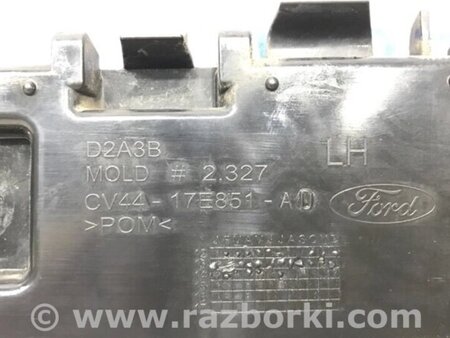 D2A3B
LH
MOLD # 2.327
CV44-17E851-AD
Ford
>POM<
www.razborki.com